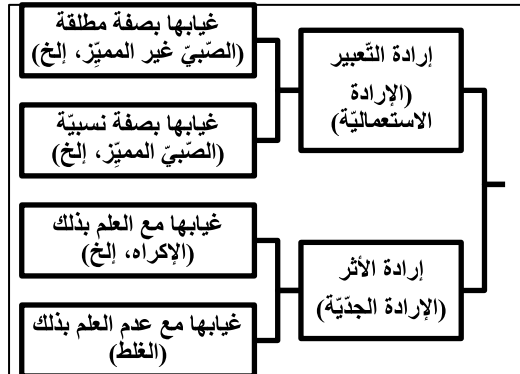 إرادة التّعبير
(الإرادة
الاستعماليّة)
غيابها بصفة مطلقة
(الصّبيّ غير المميِّز، إلخ)
غيابها بصفة نسبيّة
(الصّبيّ المميِّز، إلخ)
إرادة الأثر
(الإرادة الجدّيّة)
غيابها مع العلم بذلك
(الإكراه، إلخ)
غيابها مع عدم العلم بذلك
(الغلط)